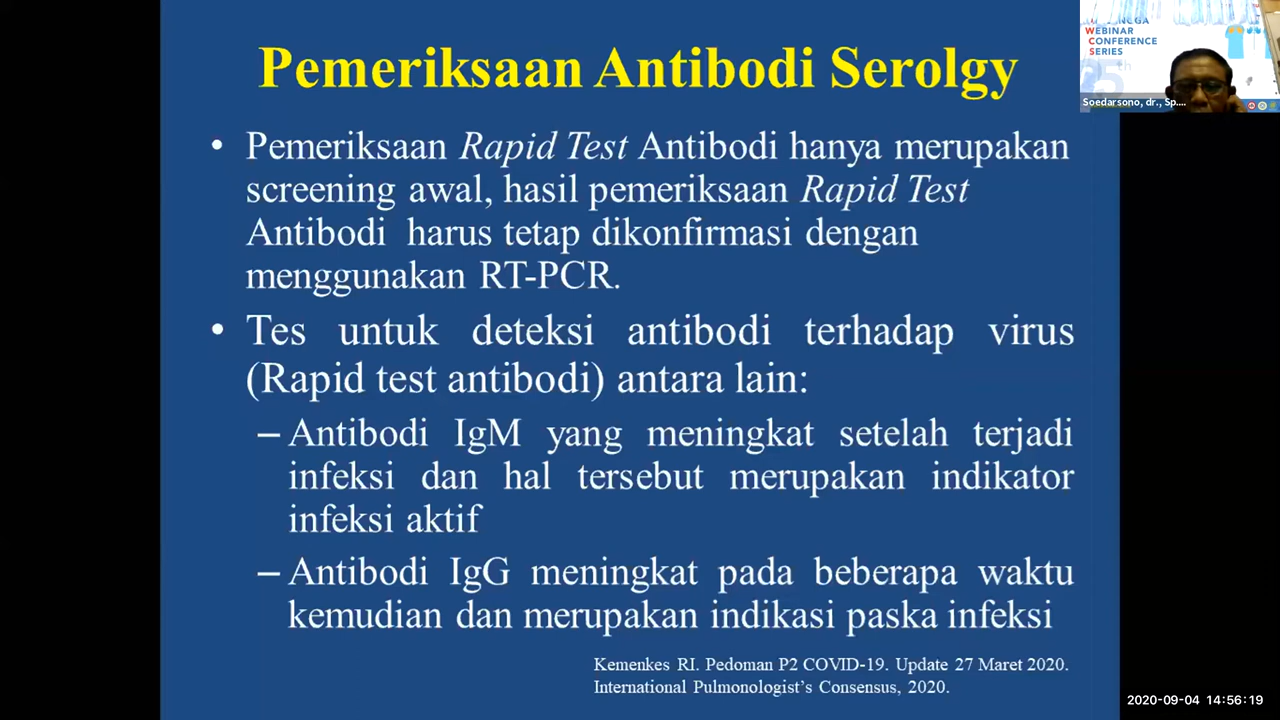 Pemeriksaan Antibodi Serolgy
• Pemeriksaan Rapid Test Antibodi hanya merupakan
screening awal, hasil pemeriksaan Rapid Test
Antibodi harus tetap dikonfirmasi dengan
menggunakan RT-PCR.
• Tes untuk deteksi antibodi terhadap virus
(Rapid test antibodi) antara lain:
– Antibodi IgM yang meningkat setelah terjadi
infeksi dan hal tersebut merupakan indikator
infeksi aktif
– Antibodi IgG meningkat pada beberapa waktu
kemudian dan merupakan indikasi paska infeksi
Kemenkes RI. Pedoman P2 COVID-19. Update 27 Maret 2020.
International Pulmonologist's Consensus, 2020.
WEBINAR
CONFERENCE
SERIES
Soedarsono, dr., Sp....
2020-09-04 14:56:19